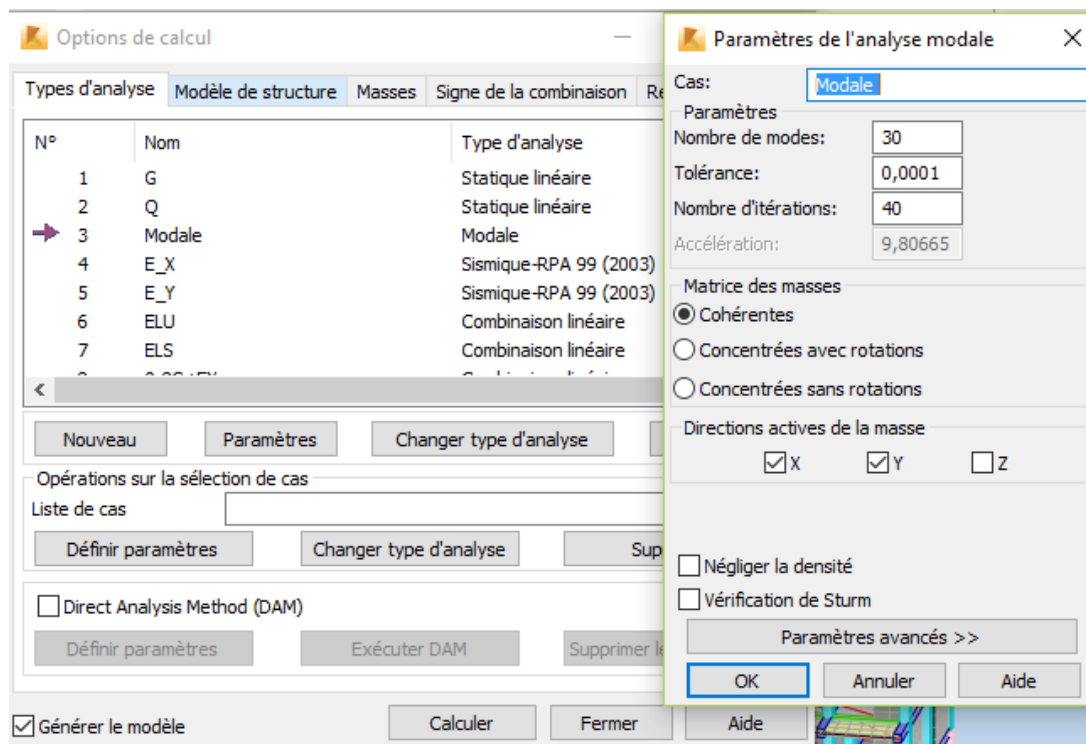 Options de calcul
Types d'analyse Modèle de structure Masses Signe de la combinaison
N° Nom Type d'analyse
1 G Statique linéaire
2 Q Statique linéaire
3 Modale Modale
4 E_X Sismique-RPA 99 (2003)
5 E_Y Sismique-RPA 99 (2003)
6 ELU Combinaison linéaire
7 ELS Combinaison linéaire
Nouveau Paramètres Changer type d'analyse
Opérations sur la sélection de cas
Liste de cas
Définir paramètres Changer type d'analyse Sup
Direct Analysis Method (DAM)
Définir paramètres Exécuter DAM Supprimer le
Générer le modèle Calculer Fermer Aide
Paramètres de l'analyse modale
Cas: Modale
Paramètres
Nombre de modes: 30
Tolérance: 0,0001
Nombre d'itérations: 40
Accélération: 9,80665
Matrice des masses
Cohérentes
Concentrées avec rotations
Concentrées sans rotations
Directions actives de la masse
X Y Z
Négliger la densité
Vérification de Sturm
Paramètres avancés >>
OK Annuler Aide